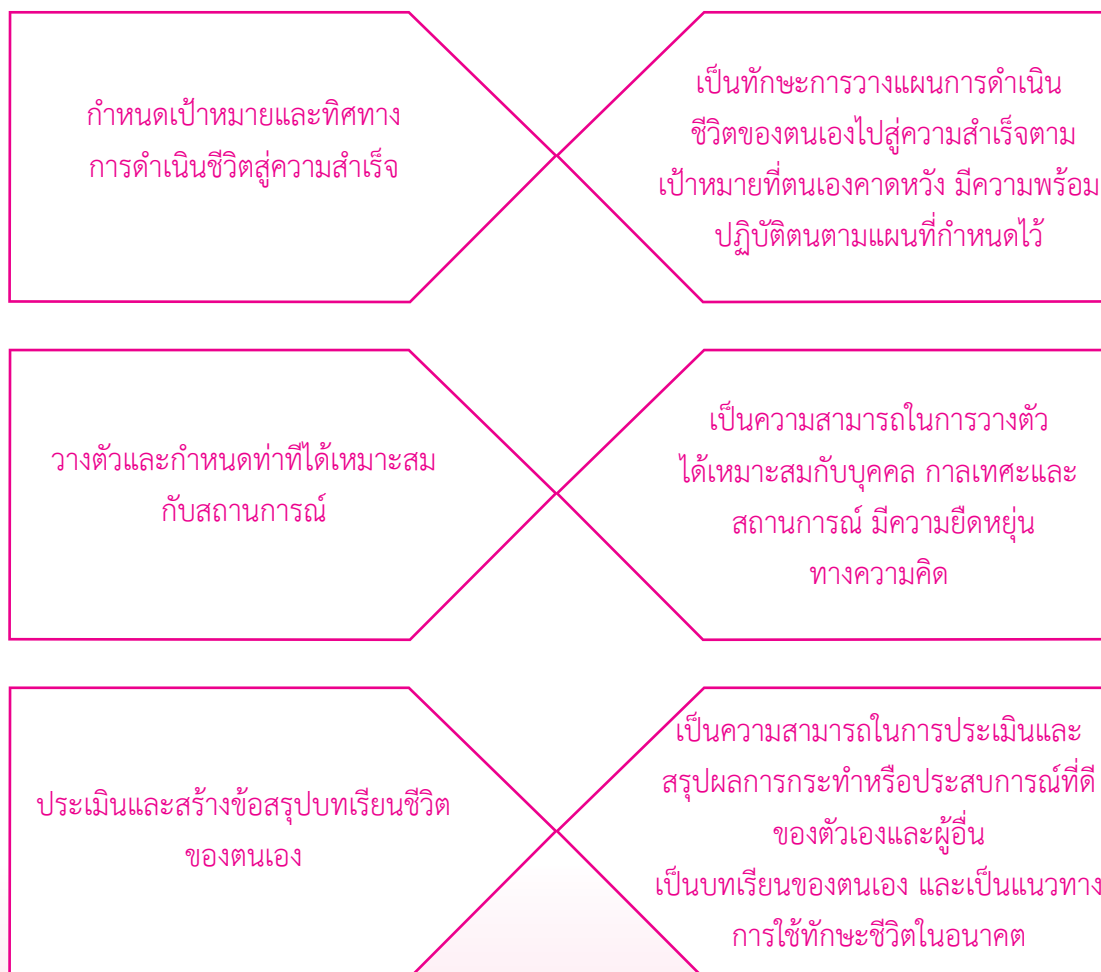 กำหนดเป้าหมายและทิศทาง
การดำเนินชีวิตสู่ความสำเร็จ
เป็นทักษะการวางแผนการดำเนิน
ชีวิตของตนเองไปสู่ความสำเร็จตาม
เป้าหมายที่ตนเองคาดหวัง มีความพร้อม
ปฏิบัติตนตามแผนที่กำหนดไว้
วางตัวและกำหนดท่าทีได้เหมาะสม
กับสถานการณ์
เป็นความสามารถในการวางตัว
ได้เหมาะสมกับบุคคล กาลเทศะและ
สถานการณ์ มีความยืดหยุ่น
ทางความคิด
ประเมินและสร้างข้อสรุปบทเรียนชีวิต
ของตนเอง
เป็นความสามารถในการประเมินและ
สรุปผลการกระทำหรือประสบการณ์ที่ดี
ของตัวเองและผู้อื่น
เป็นบทเรียนของตนเอง และเป็นแนวทาง
การใช้ทักษะชีวิตในอนาคต